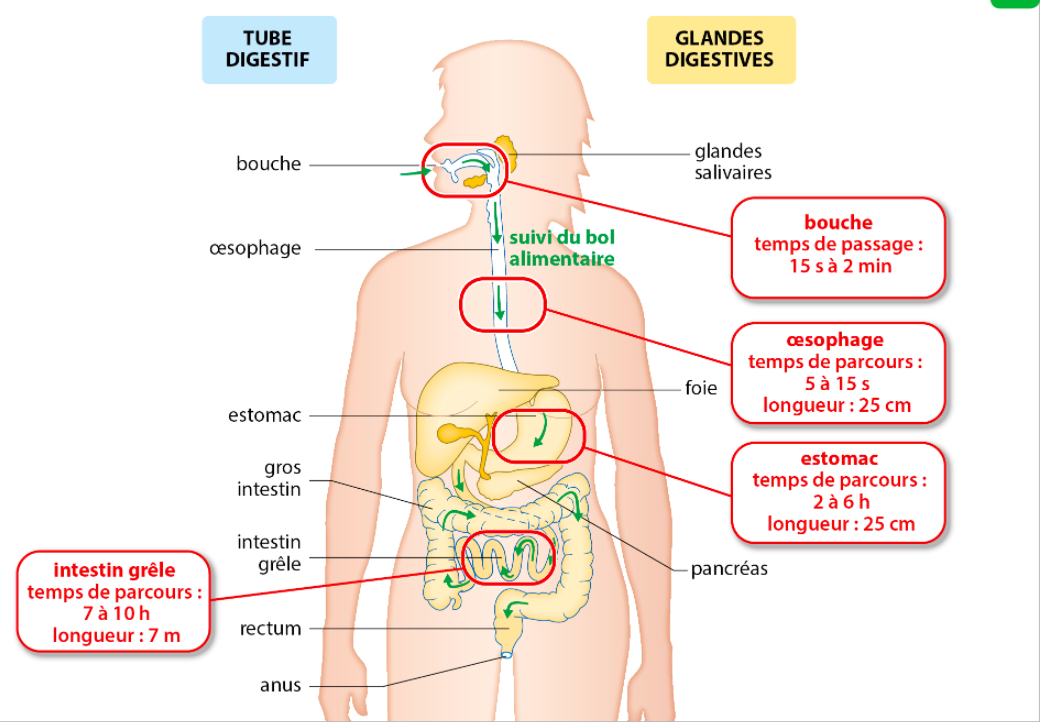 TUBE
DIGESTIF
GLANDES
DIGESTIVES
bouche
glandes
salivaires
bouche
temps de passage :
15 s à 2 min
œsophage
suivi du bol
alimentaire
œsophage
temps de parcours :
5 à 15 s
longueur : 25 cm
foie
estomac
estomac
temps de parcours :
2 à 6 h
longueur : 25 cm
gros
intestin
intestin
grêle
pancréas
intestin grêle
temps de parcours :
7 à 10 h
longueur : 7 m
rectum
anus